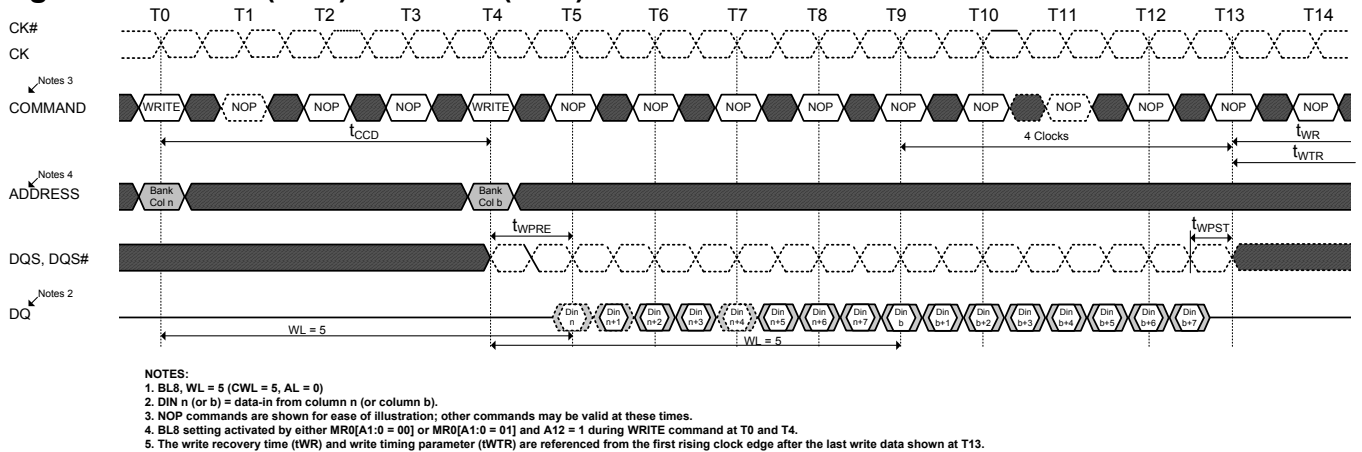 T0 T1 T2 T3 T4 T5 T6 T7 T8 T9 T10 T11 T12 T13 T14
CK#
CK
Notes 3
COMMAND
WRITE NOP NOP NOP WRITE NOP NOP NOP NOP NOP NOP NOP NOP NOP NOP
tCCD
4 Clocks
tWR
tWTR
Notes 4
ADDRESS
Bank Bank
Col n Col b
tWPRE
tWPST
DQS, DQS#
Notes 2
DQ
Din Din Din Din Din Din Din Din Din Din Din Din Din Din Din Din
n n+1 n+2 n+3 n+4 n+5 n+6 n+7 b b+1 b+2 b+3 b+4 b+5 b+6 b+7
WL = 5
WL = 5
NOTES:
1. BL8, WL = 5 (CWL = 5, AL = 0)
2. DIN n (or b) = data-in from column n (or column b).
3. NOP commands are shown for ease of illustration; other commands may be valid at these times.
4. BL8 setting activated by either MR0[A1:0 = 00] or MR0[A1:0 = 01] and A12 = 1 during WRITE command at T0 and T4.
5. The write recovery time (tWR) and write timing parameter (tWTR) are referenced from the first rising clock edge after the last write data shown at T13.